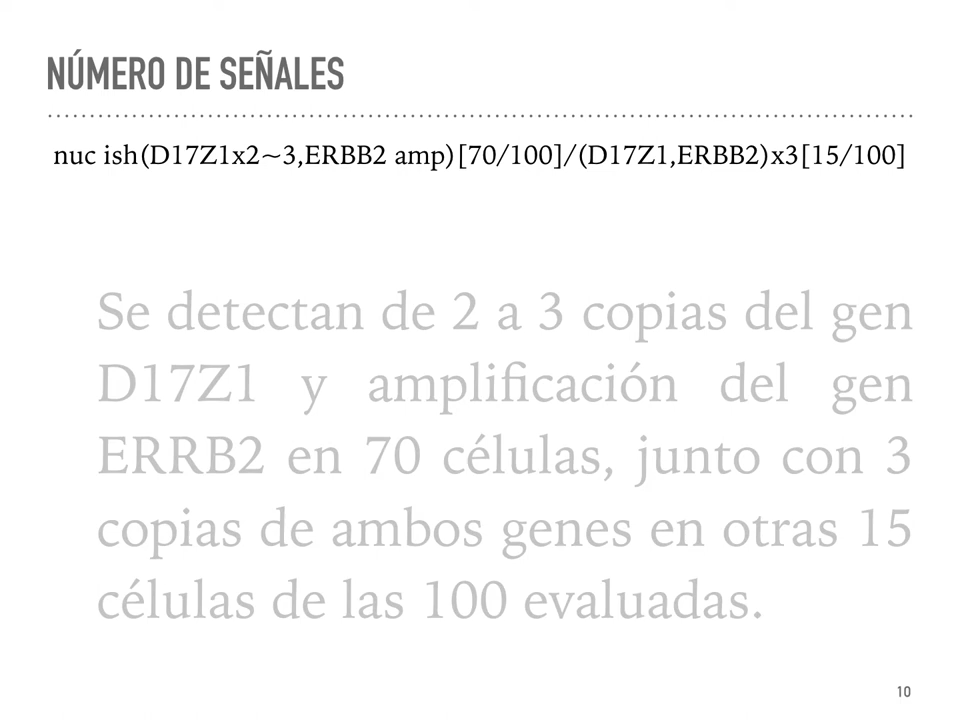 NÚMERO DE SEÑALES
nuc ish(D17Z1x2~3,ERBB2 amp)[70/100]/(D17Z1,ERBB2)x3[15/100]
Se detectan de 2 a 3 copias del gen
D17Z1 y amplificación del gen
ERRB2 en 70 células, junto con 3
copias de ambos genes en otras 15
células de las 100 evaluadas.
10